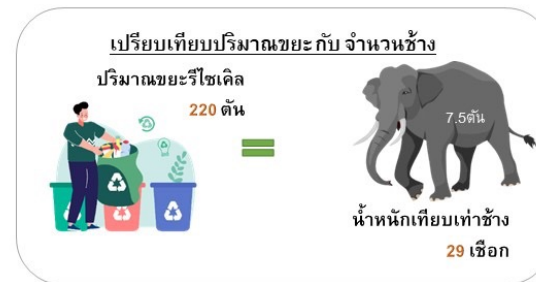 เปรียบเทียบปริมาณขยะ กับ จำนวนช้าง
ปริมาณขยะรีไซเคิล
220 ตัน
7.5ตัน
น้ำหนักเทียบเท่าช้าง
29 เชือก